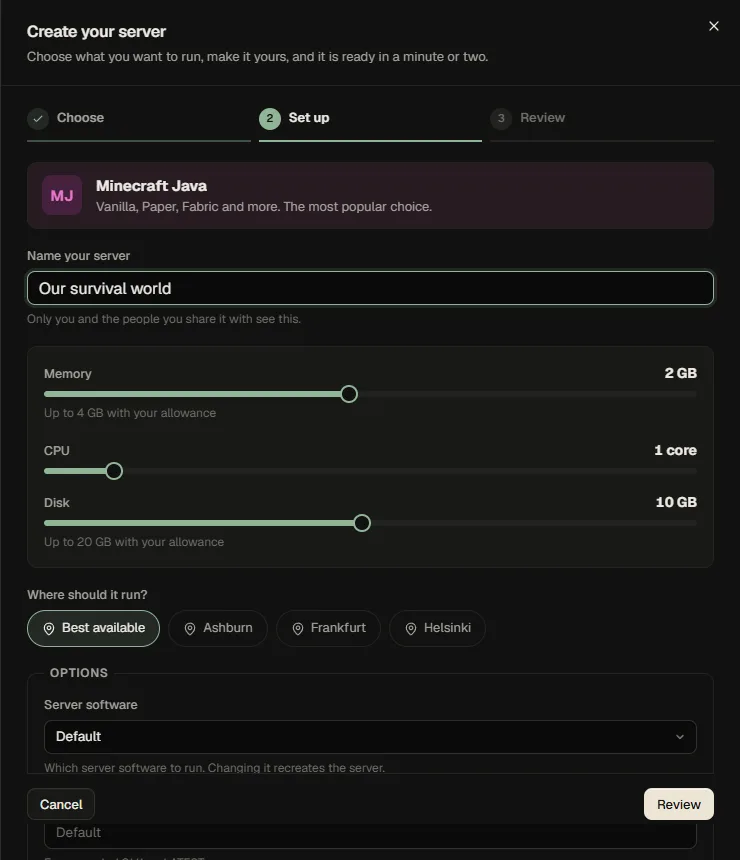 Create your server
Choose what you want to run, make it yours, and it is ready in a minute or two.
Choose
2 Set up
3 Review
MJ
Minecraft Java
Vanilla, Paper, Fabric and more. The most popular choice.
Name your server
Our survival world
Only you and the people you share it with see this.
Memory 2 GB
Up to 4 GB with your allowance
CPU 1 core
Disk 10 GB
Up to 20 GB with your allowance
Where should it run?
Best available Ashburn Frankfurt Helsinki
OPTIONS
Server software
Default
Which server software to run. Changing it recreates the server.
Cancel Review
Default